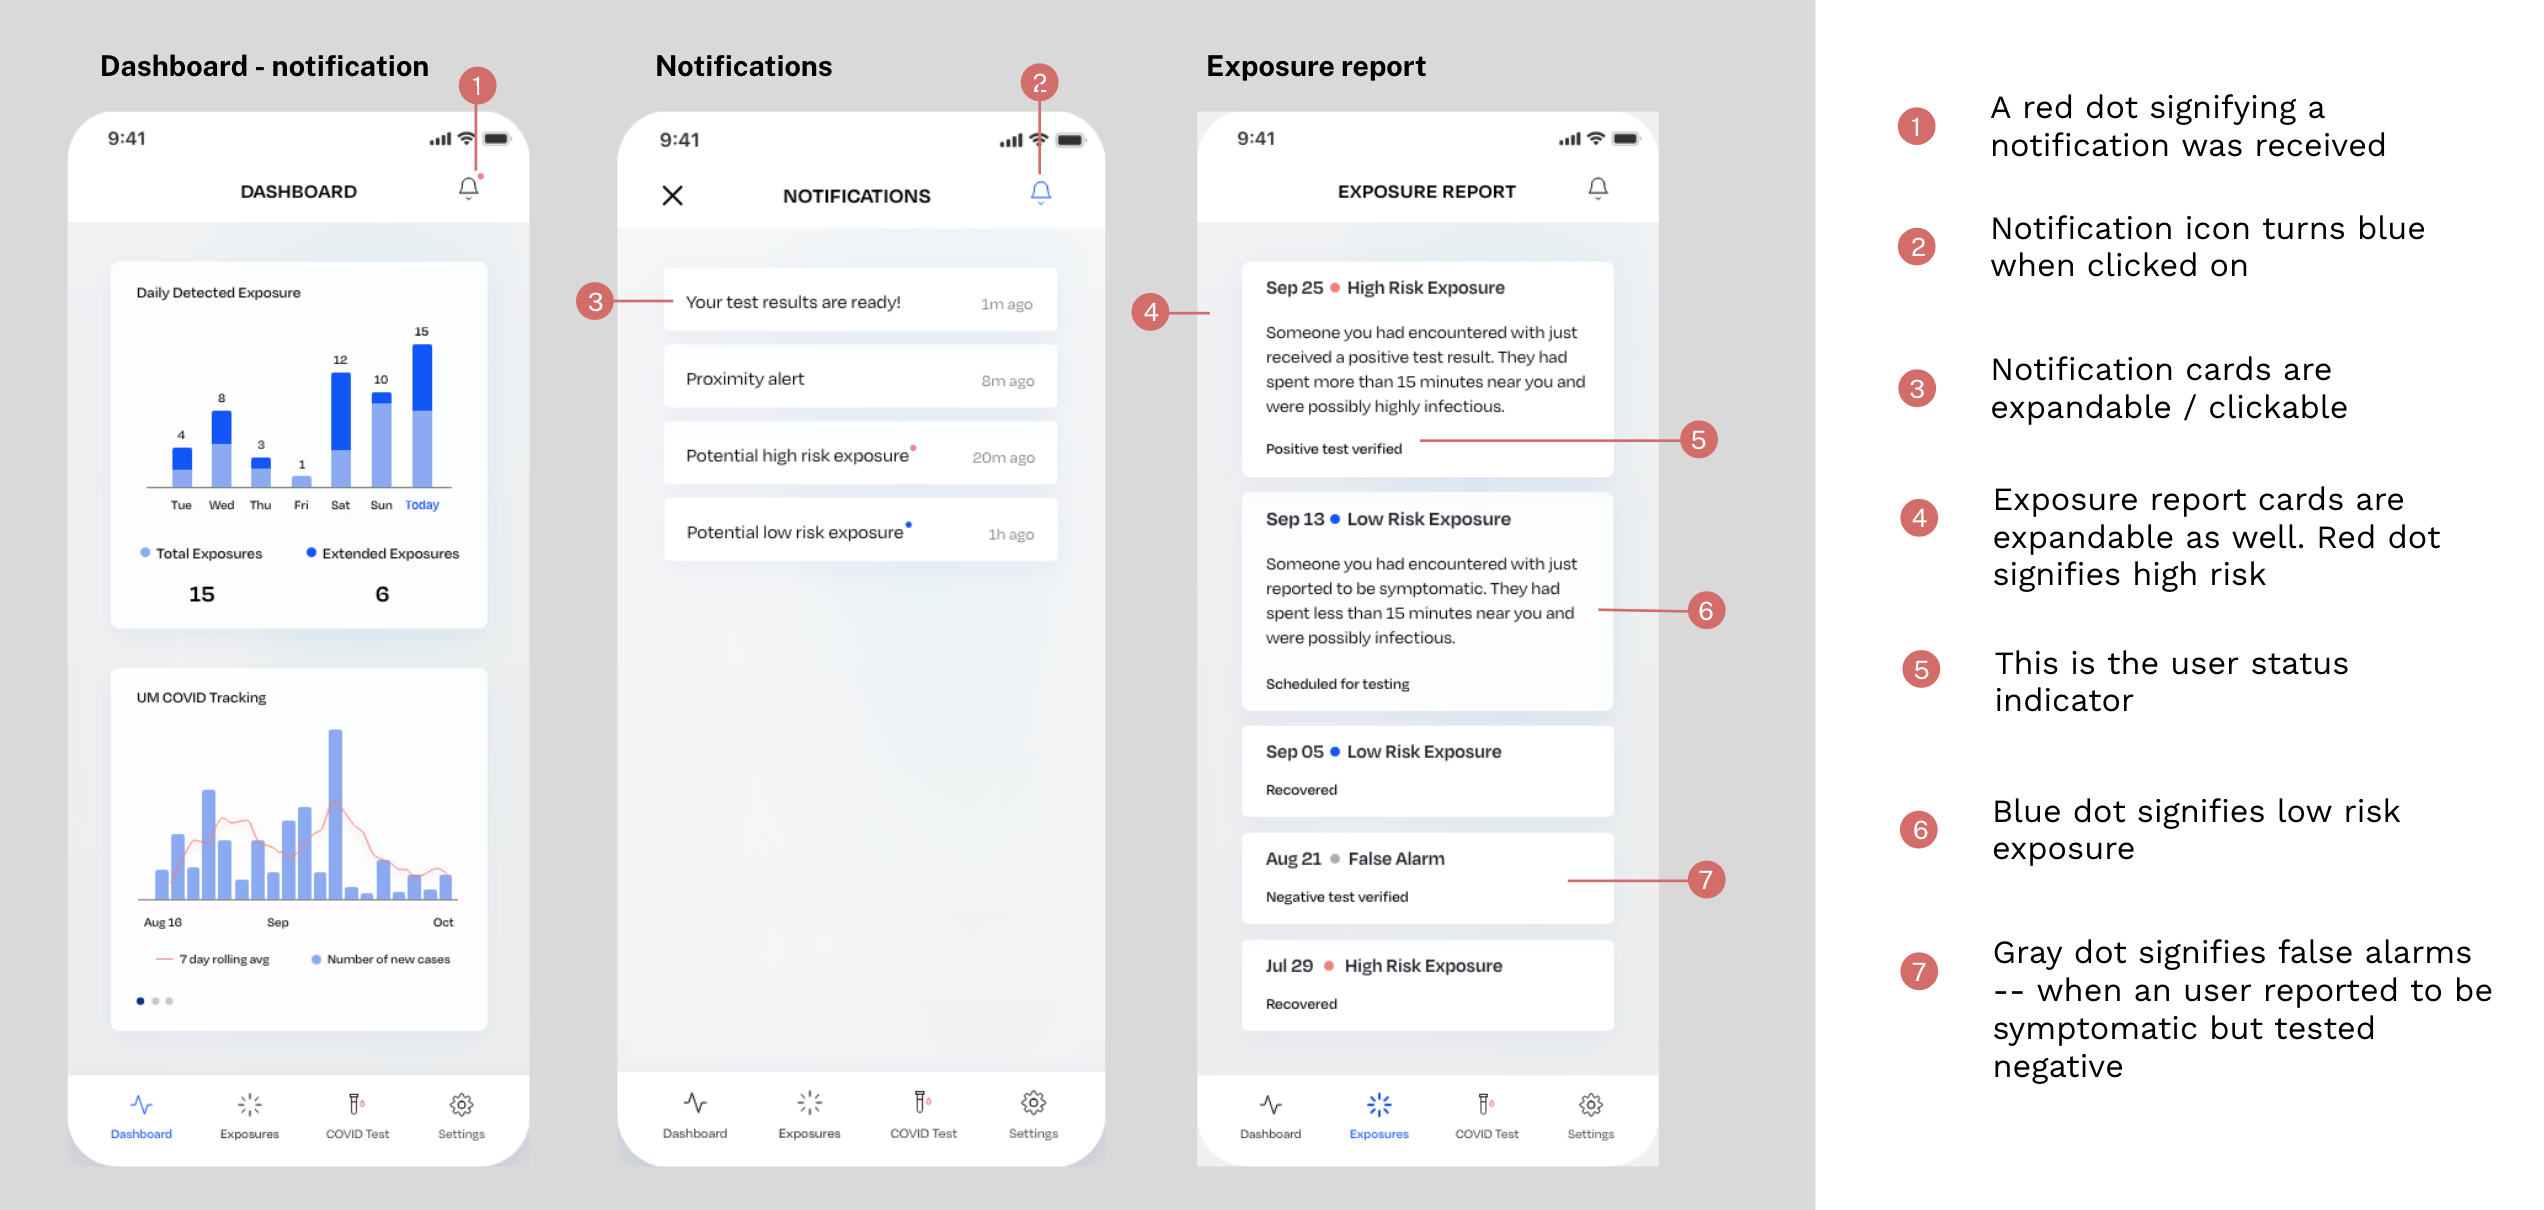 Dashboard - notification
1
9:41
DASHBOARD
Daily Detected Exposure
15
12
10
8
4
3
1
Tue Wed Thu Fri Sat Sun Today
Total Exposures Extended Exposures
15 6
UM COVID Tracking
Aug 16 Sep Oct
7 day rolling avg Number of new cases
Dashboard Exposures COVID Test Settings
Notifications
2
9:41
NOTIFICATIONS
3
Your test results are ready! 1m ago
Proximity alert 8m ago
Potential high risk exposure 20m ago
Potential low risk exposure 1h ago
Dashboard Exposures COVID Test Settings
Exposure report
9:41
EXPOSURE REPORT
4
Sep 25 High Risk Exposure
Someone you had encountered with just
received a positive test result. They had
spent more than 15 minutes near you and
were possibly highly infectious.
Positive test verified
5
Sep 13 Low Risk Exposure
Someone you had encountered with just
reported to be symptomatic. They had
spent less than 15 minutes near you and
were possibly infectious.
6
Scheduled for testing
Sep 05 Low Risk Exposure
Recovered
Aug 21 False Alarm
7
Negative test verified
Jul 29 High Risk Exposure
Recovered
Dashboard Exposures COVID Test Settings
1
A red dot signifying a
notification was received
2
Notification icon turns blue
when clicked on
3
Notification cards are
expandable / clickable
4
Exposure report cards are
expandable as well. Red dot
signifies high risk
5
This is the user status
indicator
6
Blue dot signifies low risk
exposure
7
Gray dot signifies false alarms
-- when an user reported to be
symptomatic but tested
negative